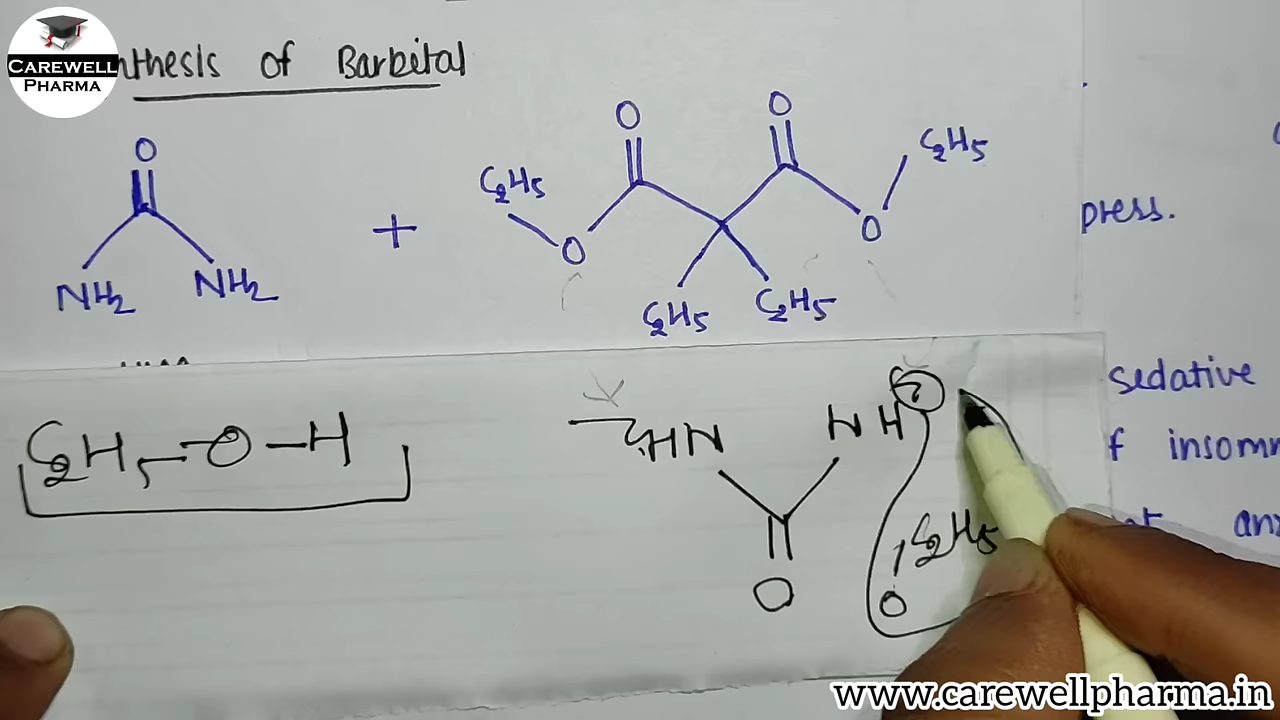 CAREWELL
PHARMA
nthesis of Barbital
O
NH2 NH2
+
C2H5 O O O O C2H5
C2H5 C2H5
press.
C2H5-O-H
HN NH
O
C2H5
O
sedative
f insomn
www.carewellpharma.in